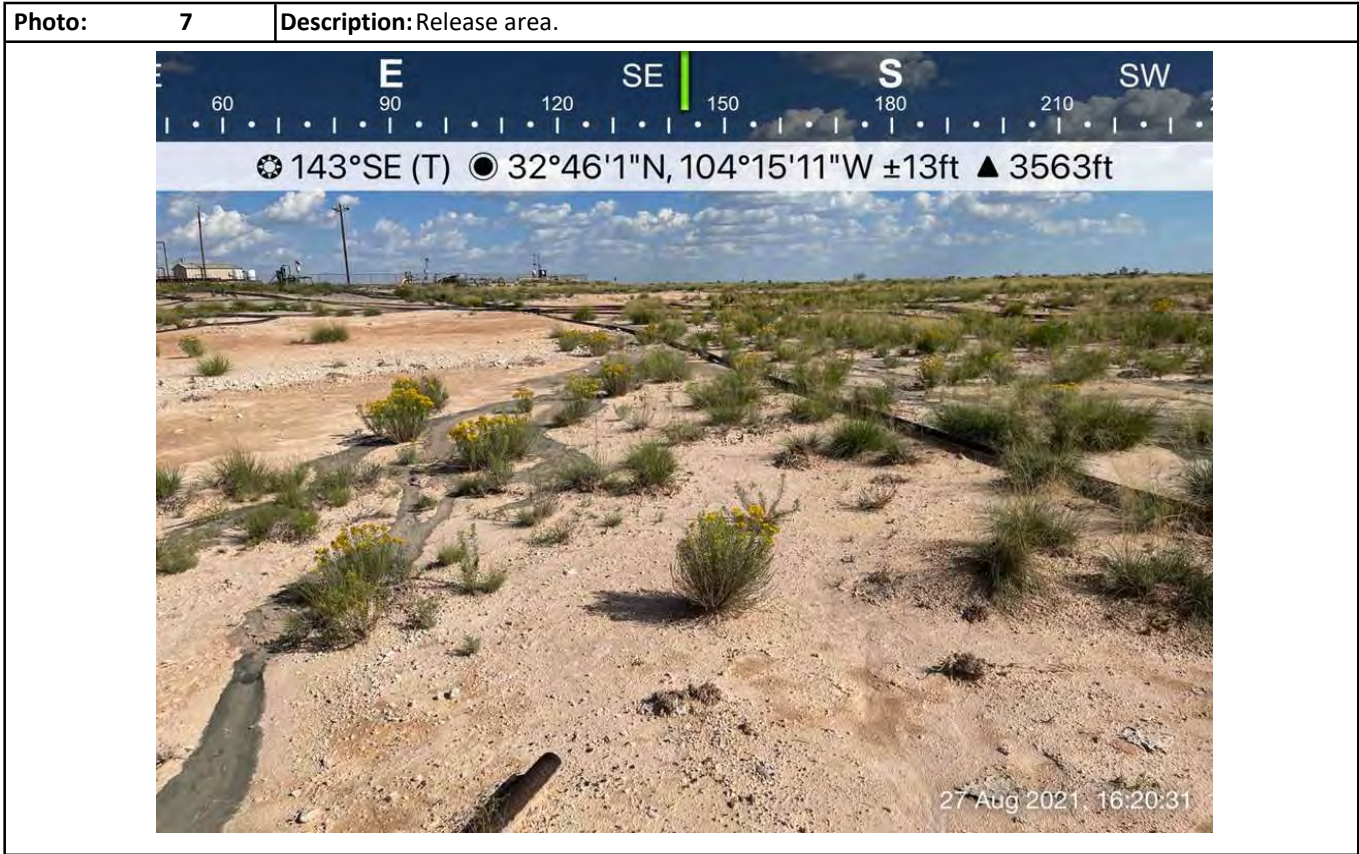 Photo: 7 Description: Release area.
E SE S SW
60 90 120 150 180 210
143°SE (T) 32°46'1"N, 104°15'11"W ±13ft ▲ 3563ft
27 Aug 2021, 16:20:31